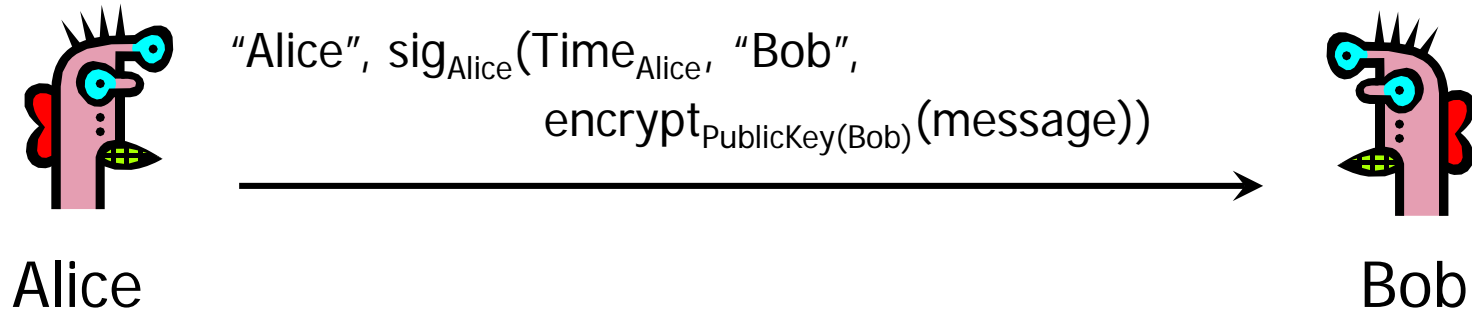 “Alice”, sigAlice(TimeAlice, “Bob”,
encryptPublicKey(Bob)(message))
Alice
Bob